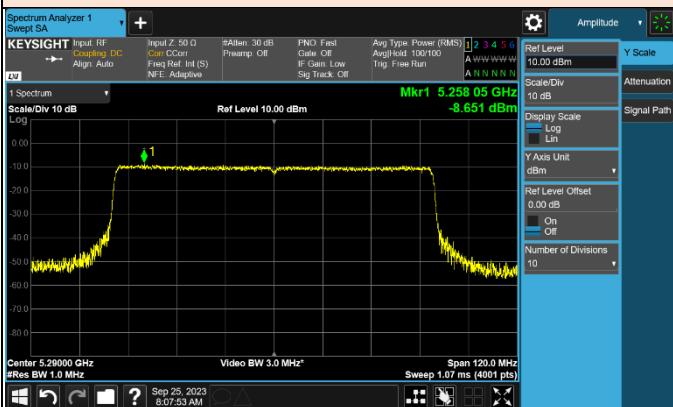 Spectrum Analyzer 1
Swept SA
+
Amplitude
KEYSIGHT
Input: RF
Coupling: DC
Align: Auto
Input Z: 50 Ω
Corr CCorr
Freq Ref: Int (S)
NFE: Adaptive
#Atten: 30 dB
Preamp: Off
PNO: Fast
Gate: Off
IF Gain: Low
Sig Track: Off
Avg Type: Power (RMS)
Avg|Hold: 100/100
Trig: Free Run
1 2 3 4 5 6
A W W W W W
A N N N N N
LXI
1 Spectrum
Mkr1 5.258 05 GHz
Scale/Div 10 dB
Ref Level 10.00 dBm
-8.651 dBm
Log
0.00
-10.0
-20.0
-30.0
-40.0
-50.0
-60.0
-70.0
-80.0
1
Center 5.29000 GHz
Video BW 3.0 MHz*
Span 120.0 MHz
#Res BW 1.0 MHz
Sweep 1.07 ms (4001 pts)
Ref Level
10.00 dBm
Scale/Div
10 dB
Display Scale
Log
Lin
Y Axis Unit
dBm
Ref Level Offset
0.00 dB
On
Off
Number of Divisions
10
Y Scale
Attenuation
Signal Path
?
Sep 25, 2023
8:07:53 AM